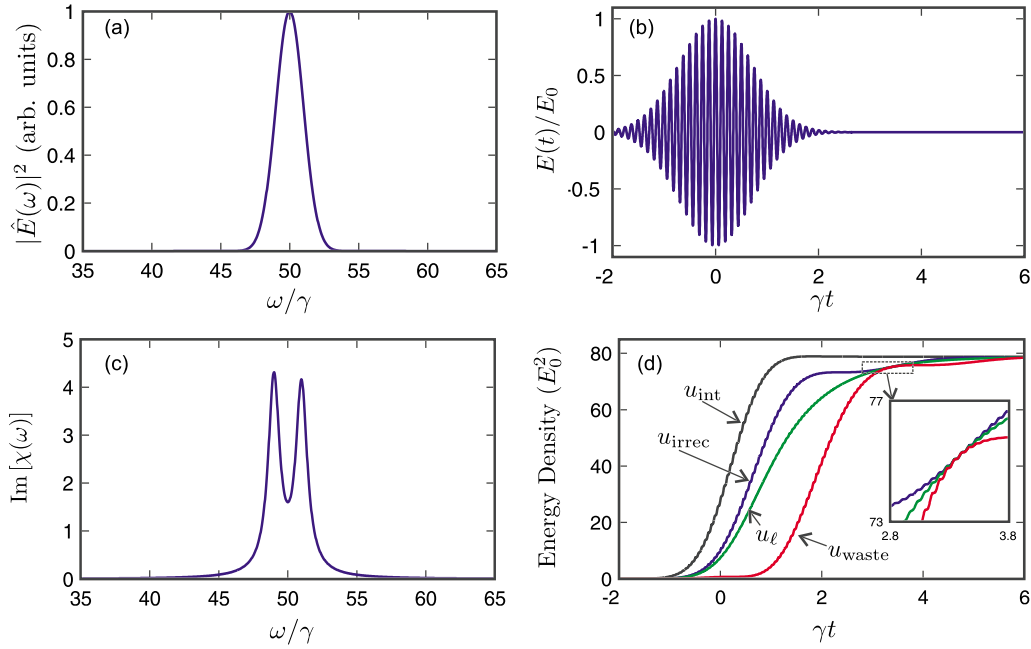 (a)
1
0.8
0.6
0.4
0.2
0
|Ê(ω)|² (arb. units)
35 40 45 50 55 60 65
ω/γ
(b)
1
0.5
0
-0.5
-1
E(t)/E₀
-2 0 2 4 6
γt
(c)
5
4
3
2
1
0
Im [χ(ω)]
35 40 45 50 55 60 65
ω/γ
(d)
80
60
40
20
0
Energy Density (E₀²)
u_int
u_irrec
u_ℓ
u_waste
77
73
2.8 3.8
-2 0 2 4 6
γt